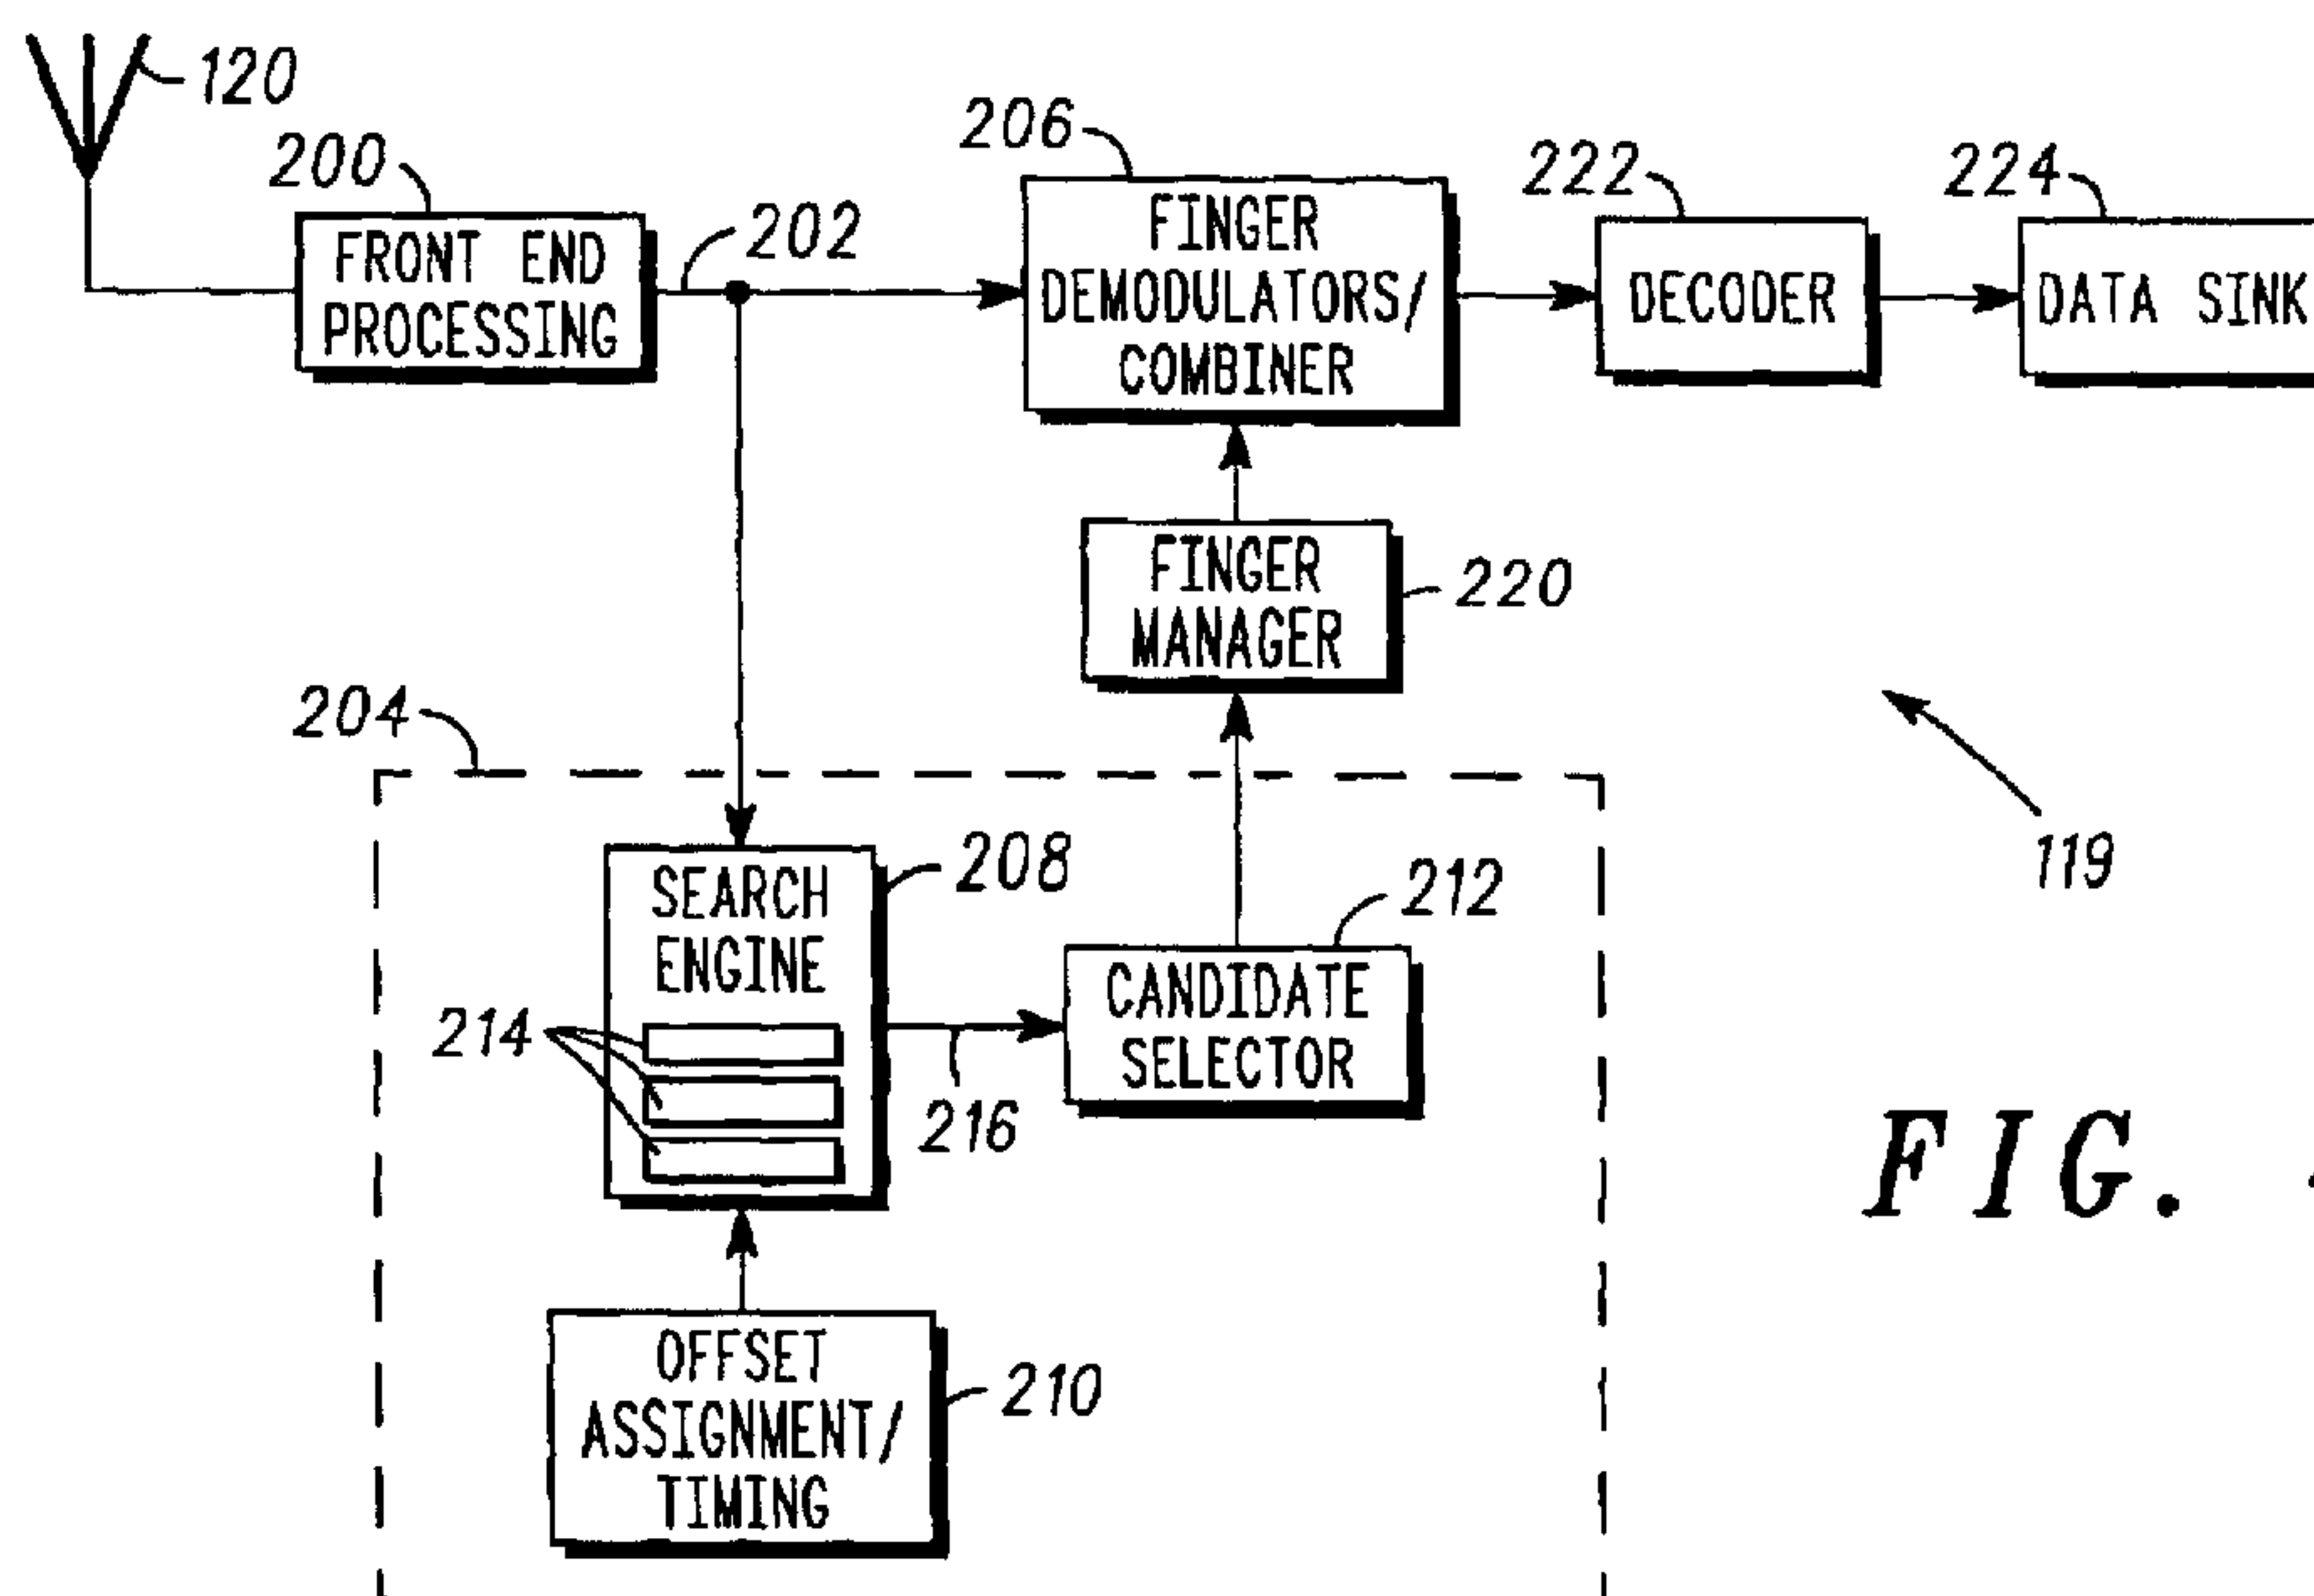 120
200
FRONT END
PROCESSING
202
206
FINGER
DEMODULATORS/
COMBINER
222
DECODER
224
DATA SINK
FINGER
MANAGER
220
204
119
SEARCH
ENGINE
208
214
216
212
CANDIDATE
SELECTOR
OFFSET
ASSIGNMENT/
TIMING
210
FIG.